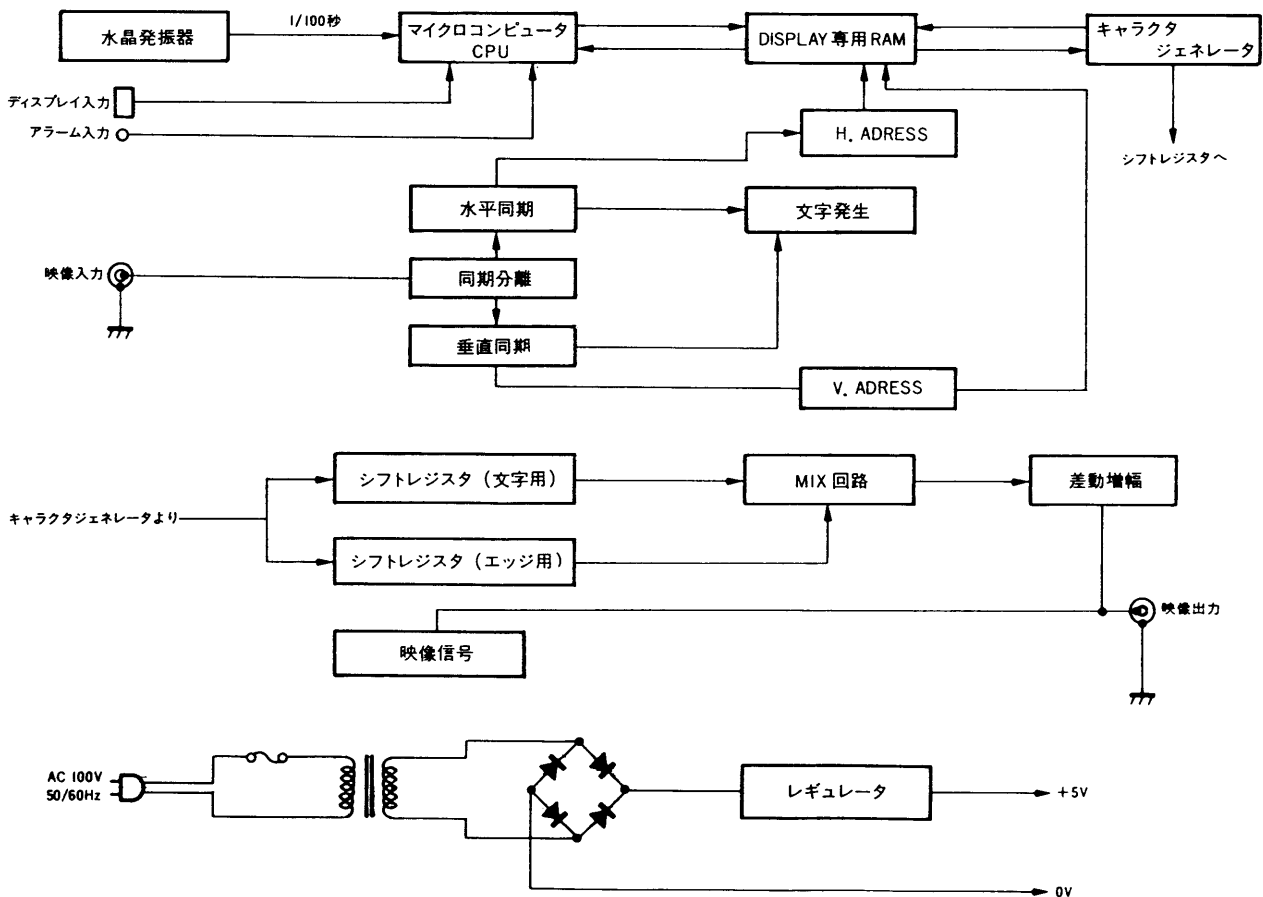 水晶発振器
1/100秒
マイクロコンピュータ
CPU
DISPLAY専用RAM
キャラクタ
ジェネレータ
ディスプレイ入力
アラーム入力
H. ADRESS
シフトレジスタへ
水平同期
文字発生
映像入力
同期分離
垂直同期
V. ADRESS
シフトレジスタ(文字用)
MIX回路
差動増幅
キャラクタジェネレータより
シフトレジスタ(エッジ用)
映像出力
映像信号
AC 100V
50/60Hz
レギュレータ
+5V
0V